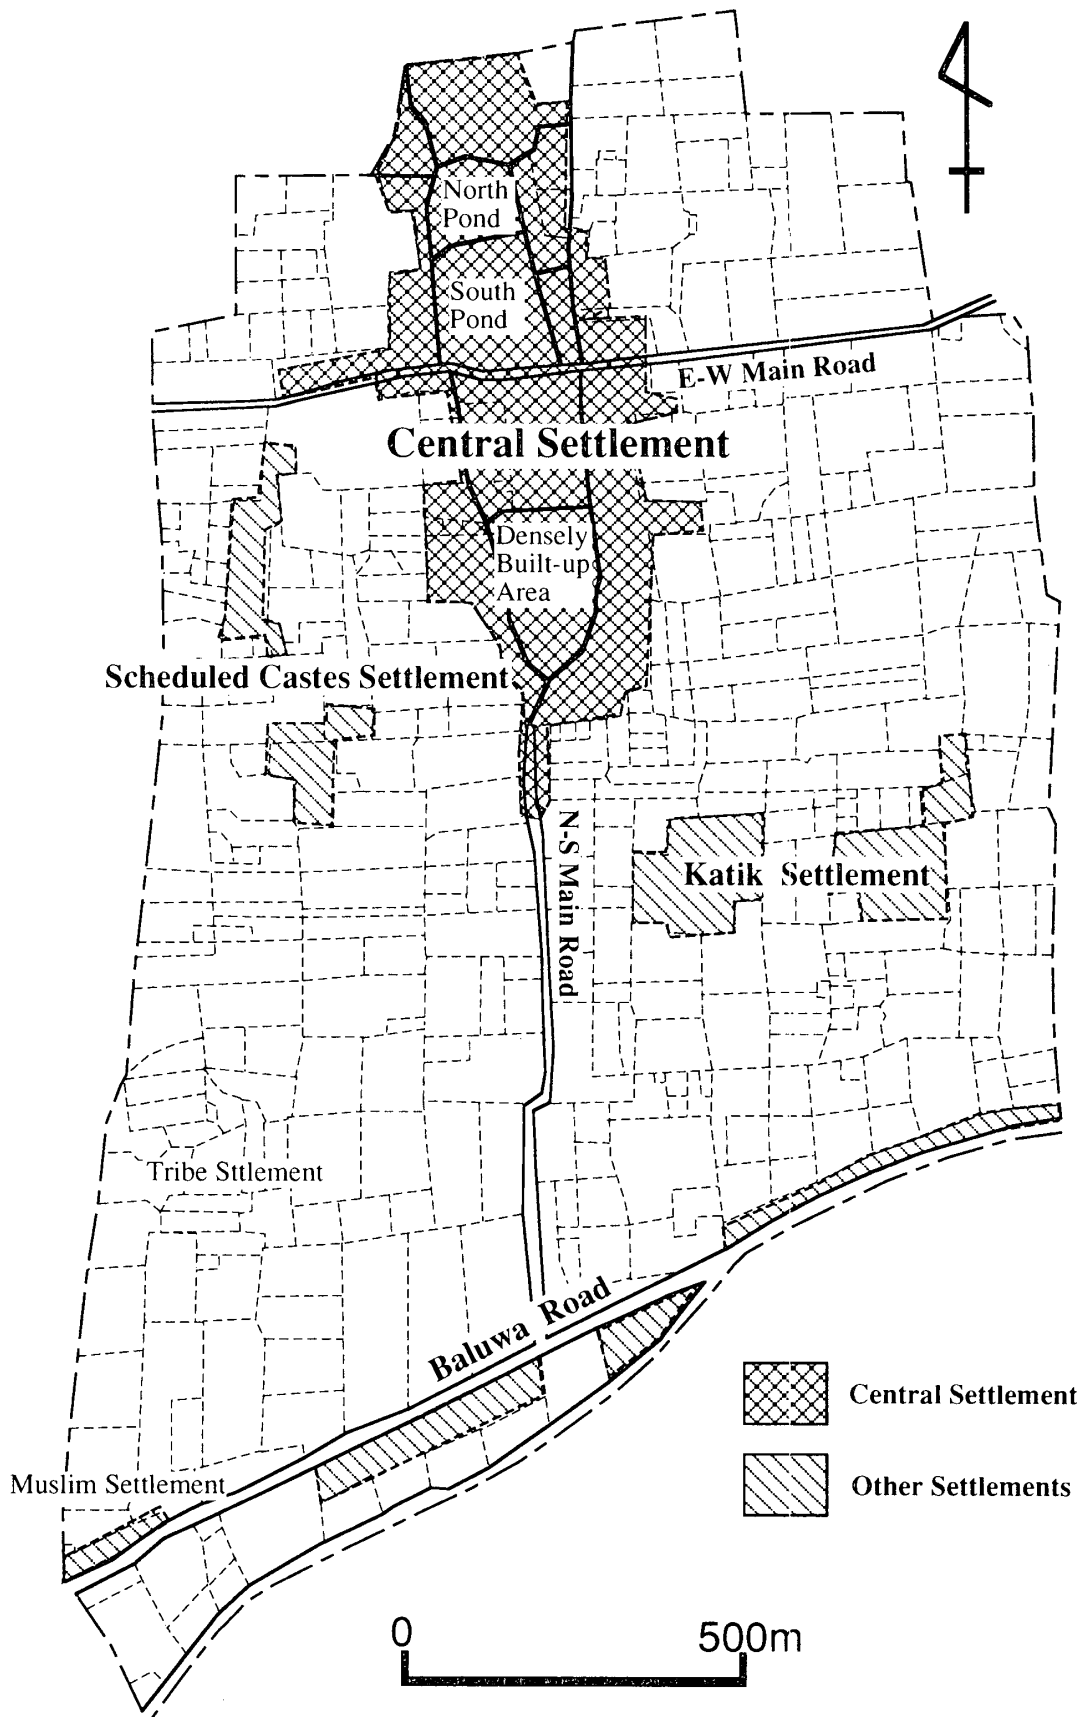 North
Pond
South
Pond
E-W Main Road
Central Settlement
Densely
Built-up
Area
Scheduled Castes Settlement
N-S Main Road
Katik Settlement
Tribe Sttlement
Baluwa Road
Central Settlement
Muslim Settlement
Other Settlements
0 500m